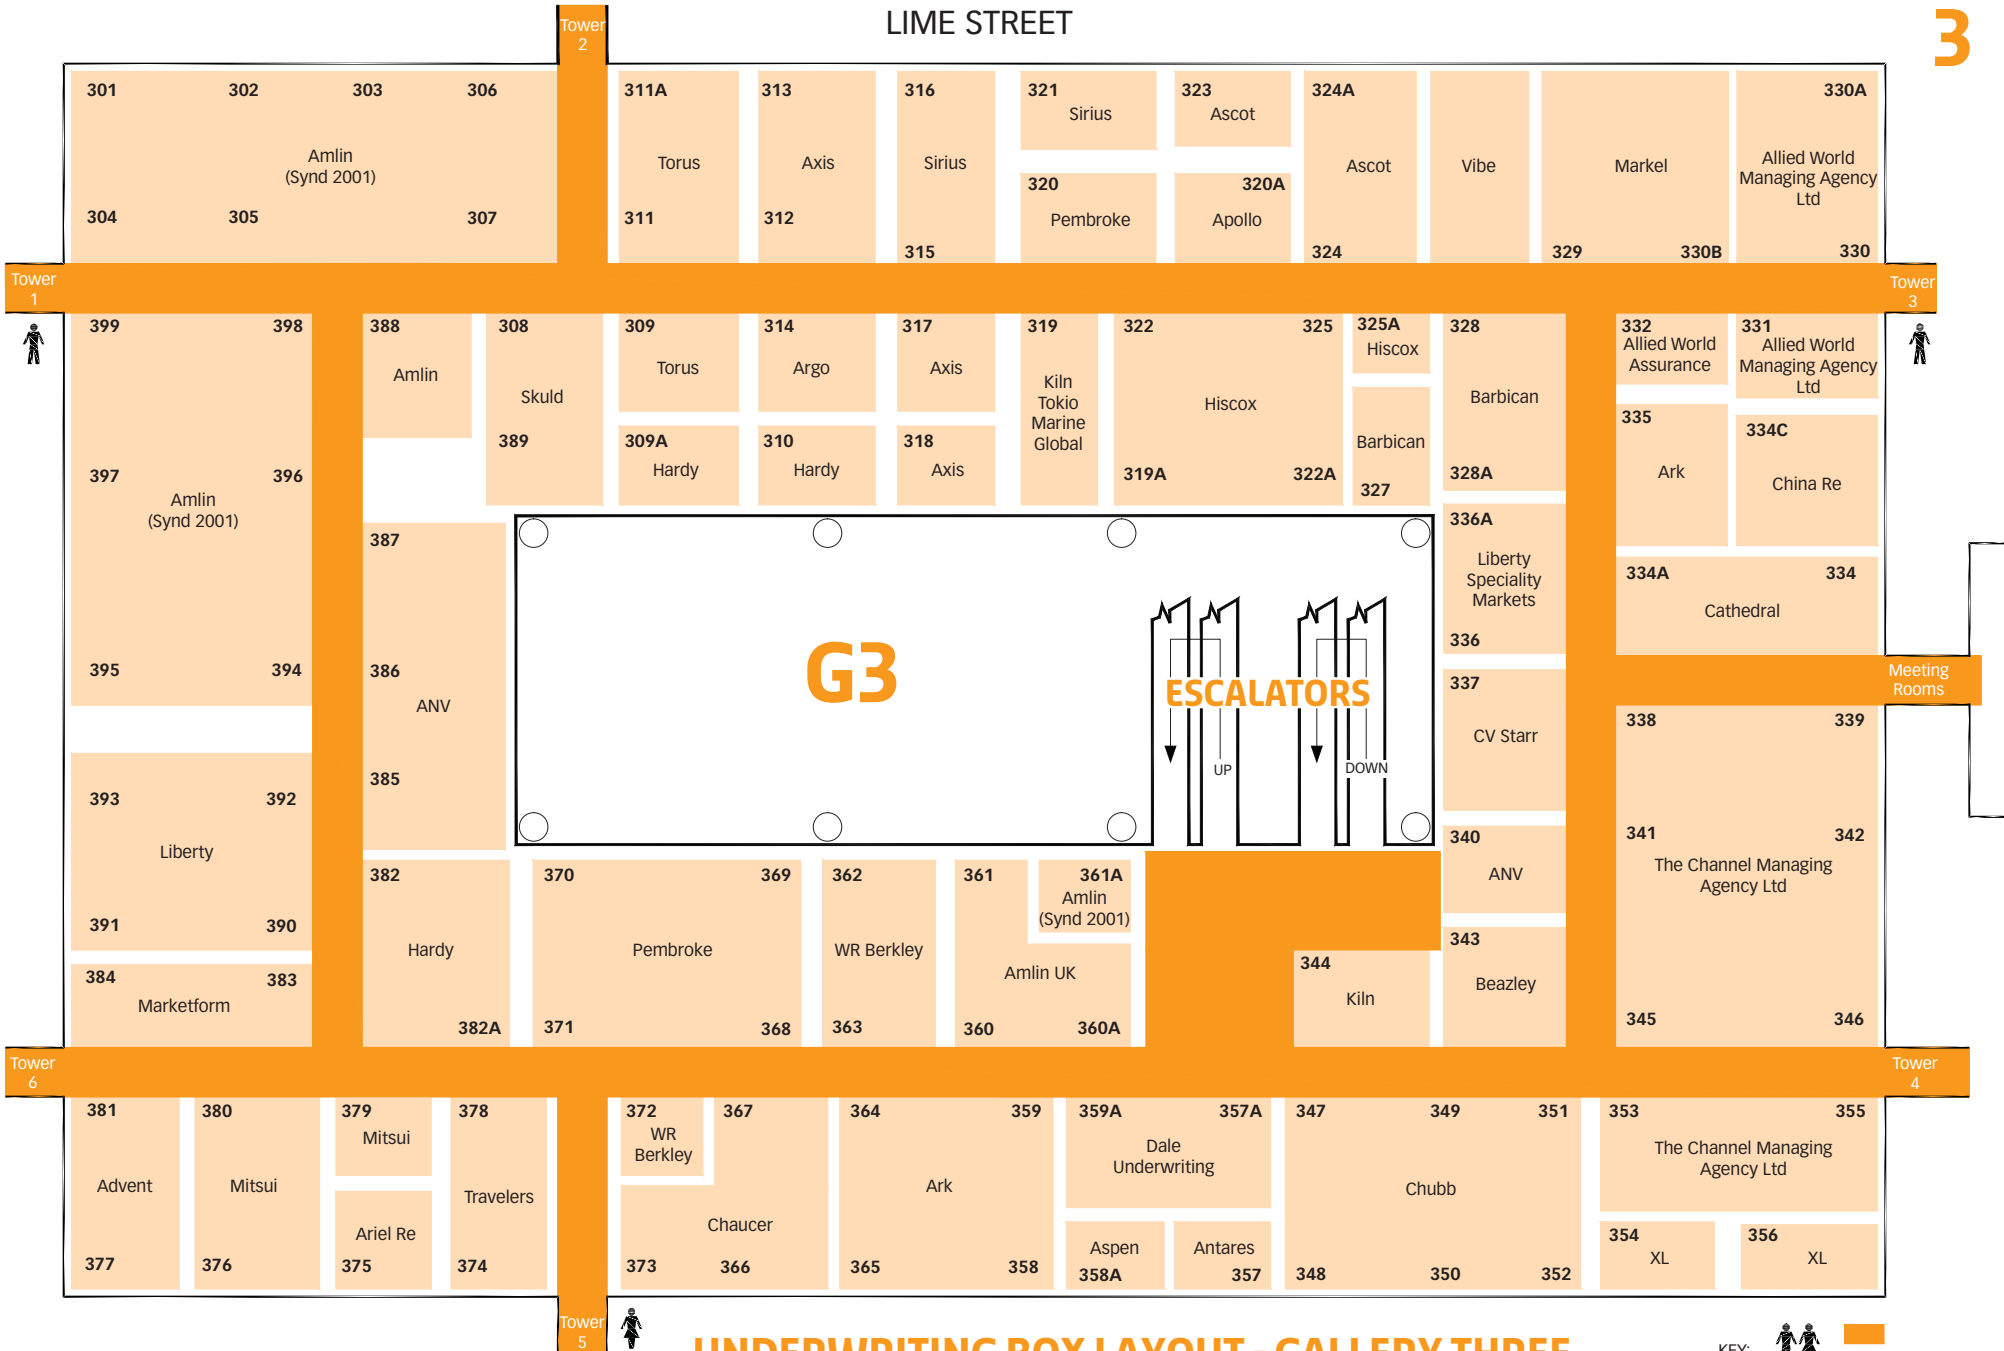 LIME STREET
3
Tower
2
301 302 303 306
Amlin
(Synd 2001)
304 305 307
311A
Torus
311
313
Axis
312
316
Sirius
315
321
Sirius
320
Pembroke
323
Ascot
320A
Apollo
324A
Ascot
324
Vibe
Markel
329 330B
330A
Allied World
Managing Agency
Ltd
330
Tower
1
Tower
3
399 398
397 396
Amlin
(Synd 2001)
395 394
388
Amlin
308
Skuld
389
309
Torus
309A
Hardy
314
Argo
310
Hardy
317
Axis
318
Axis
319
Kiln
Tokio
Marine
Global
322 325
Hiscox
319A 322A
325A
Hiscox
Barbican
327
328
Barbican
328A
332
Allied World
Assurance
331
Allied World
Managing Agency
Ltd
335
Ark
334C
China Re
336A
Liberty
Speciality
Markets
336
334A 334
Cathedral
387
386
ANV
385
G3
ESCALATORS
UP
DOWN
337
CV Starr
Meeting
Rooms
338 339
341 342
The Channel Managing
Agency Ltd
345 346
393 392
Liberty
391 390
384 383
Marketform
382
Hardy
382A
370 369
Pembroke
371 368
362
WR Berkley
363
361
Amlin UK
360 360A
361A
Amlin
(Synd 2001)
340
ANV
343
Beazley
344
Kiln
Tower
6
Tower
4
381
Advent
377
380
Mitsui
376
379
Mitsui
Ariel Re
375
378
Travelers
374
372
WR
Berkley
367
Chaucer
373 366
364 359
Ark
365 358
359A 357A
Dale
Underwriting
Aspen
358A
Antares
357
347 349 351
Chubb
348 350 352
353 355
The Channel Managing
Agency Ltd
354
XL
356
XL
Tower
5
UNDERWRITING BOX LAYOUT - GALLERY THREE
KEY: